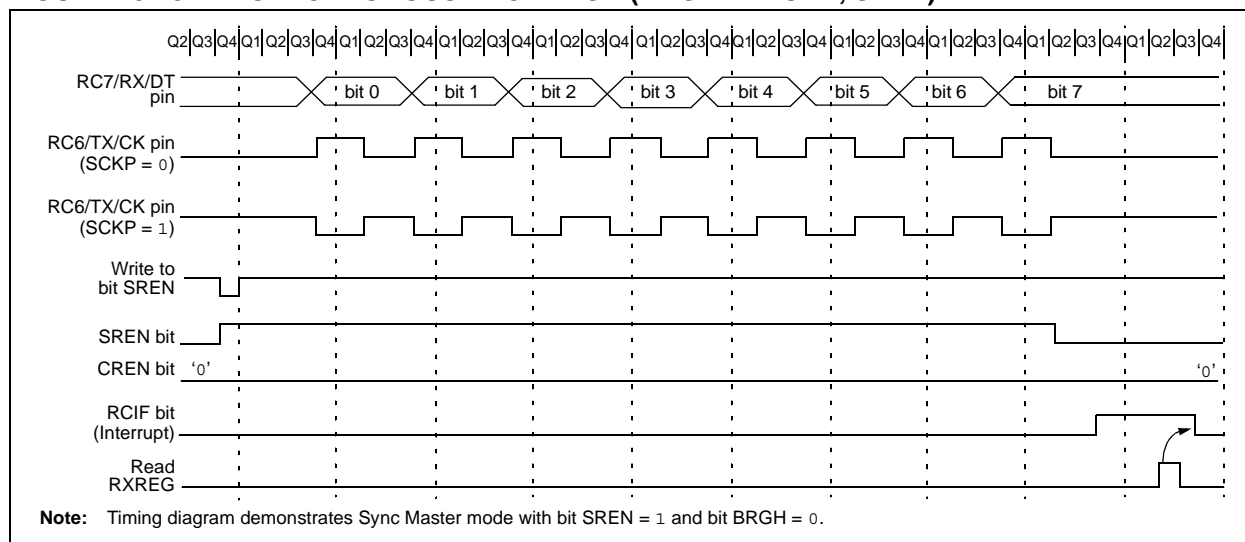 Q2 Q3 Q4 Q1 Q2 Q3 Q4 Q1 Q2 Q3 Q4 Q1 Q2 Q3 Q4 Q1 Q2 Q3 Q4 Q1 Q2 Q3 Q4 Q1 Q2 Q3 Q4 Q1 Q2 Q3 Q4 Q1 Q2 Q3 Q4 Q1 Q2 Q3 Q4 Q1 Q2 Q3 Q4
RC7/RX/DT
pin
bit 0 bit 1 bit 2 bit 3 bit 4 bit 5 bit 6 bit 7
RC6/TX/CK pin
(SCKP = 0)
RC6/TX/CK pin
(SCKP = 1)
Write to
bit SREN
SREN bit
CREN bit ‘0’ ‘0’
RCIF bit
(Interrupt)
Read
RXREG
Note: Timing diagram demonstrates Sync Master mode with bit SREN = 1 and bit BRGH = 0.